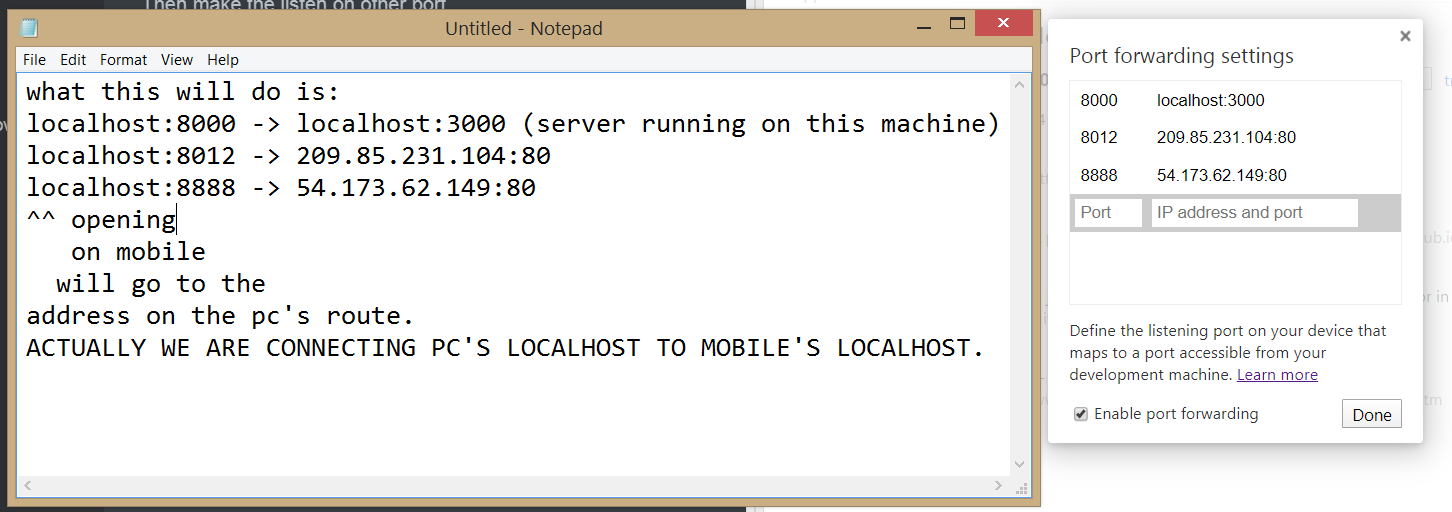 Then make the listen on other port
Untitled - Notepad
File Edit Format View Help
what this will do is:
localhost:8000 -> localhost:3000 (server running on this machine)
localhost:8012 -> 209.85.231.104:80
localhost:8888 -> 54.173.62.149:80
^^ opening
on mobile
will go to the
address on the pc's route.
ACTUALLY WE ARE CONNECTING PC'S LOCALHOST TO MOBILE'S LOCALHOST.
Port forwarding settings
8000 localhost:3000
8012 209.85.231.104:80
8888 54.173.62.149:80
Port IP address and port
Define the listening port on your device that
maps to a port accessible from your
development machine. Learn more
Enable port forwarding
Done